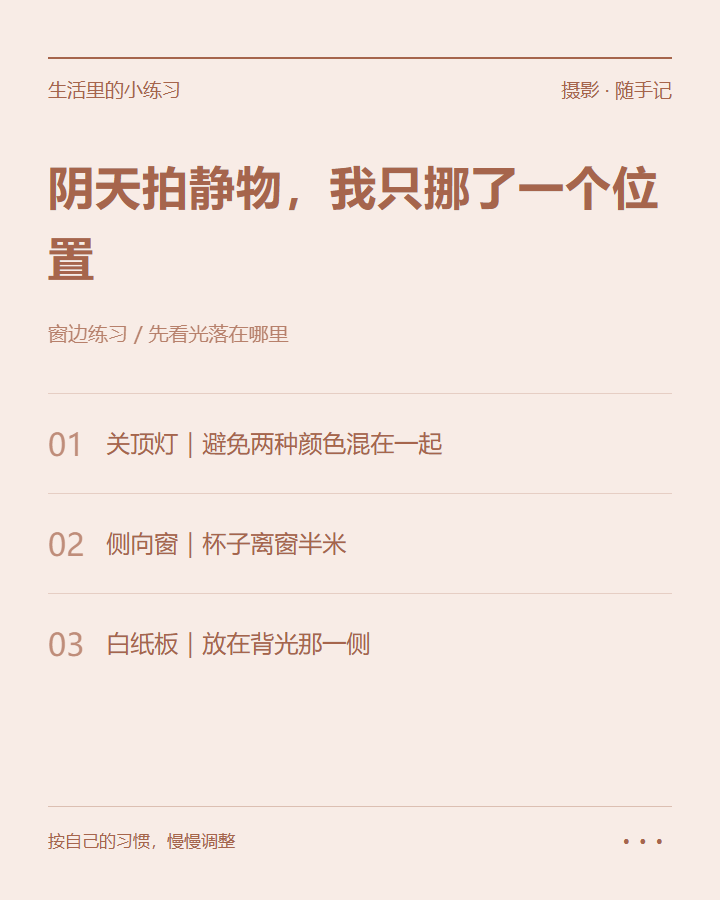 生活里的小练习
摄影 · 随手记
阴天拍静物，我只挪了一个位
置
窗边练习 / 先看光落在哪里
01 关顶灯｜避免两种颜色混在一起
02 侧向窗｜杯子离窗半米
03 白纸板｜放在背光那一侧
按自己的习惯，慢慢调整